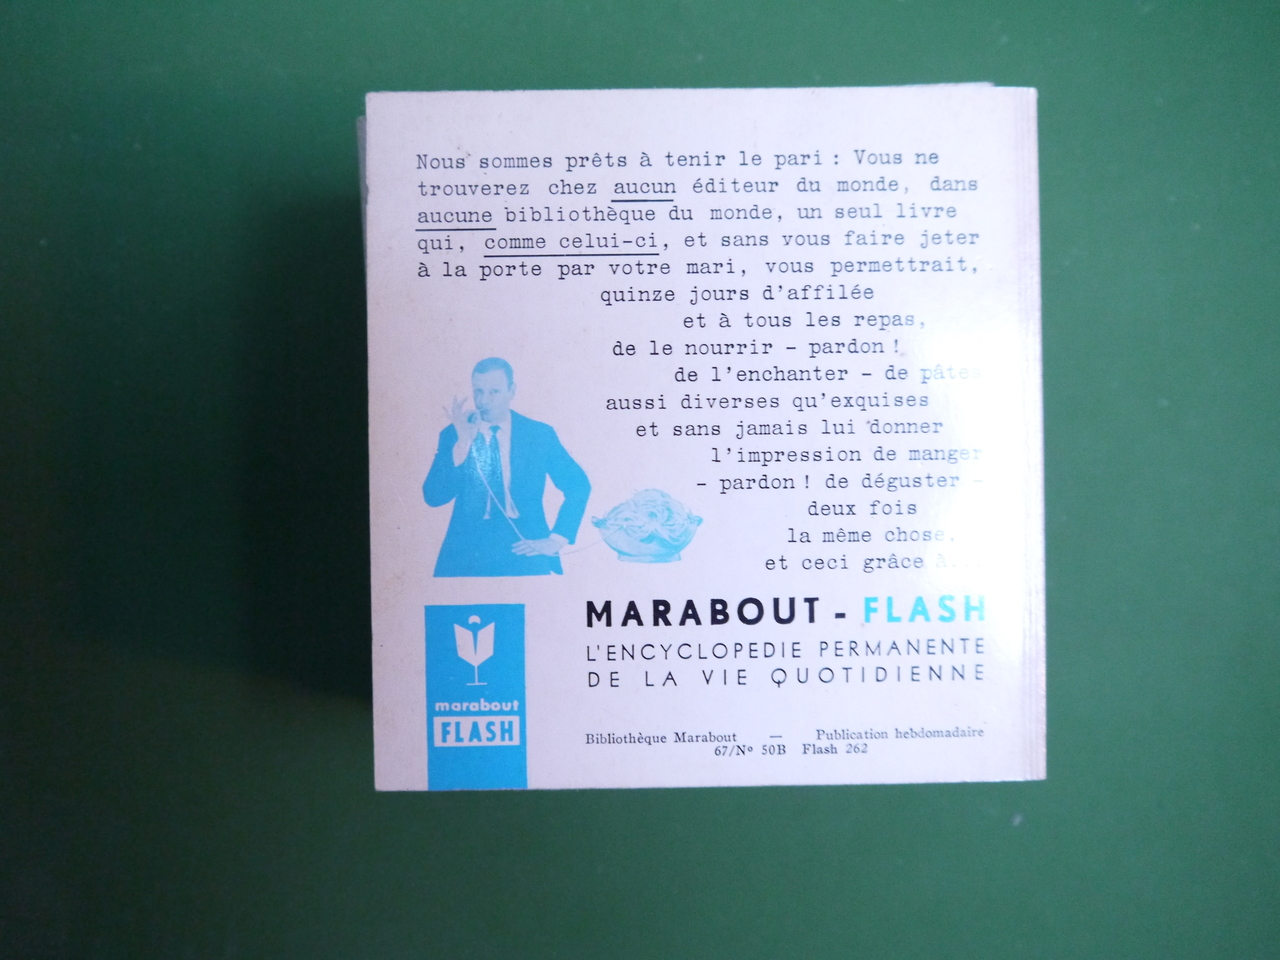 Nous sommes prêts à tenir le pari : Vous ne
trouverez chez aucun éditeur du monde, dans
aucune bibliothèque du monde, un seul livre
qui, comme celui-ci, et sans vous faire jeter
à la porte par votre mari, vous permettrait,
quinze jours d'affilée
et à tous les repas,
de le nourrir - pardon !
de l'enchanter - de pâtes
aussi diverses qu'exquises
et sans jamais lui donner
l'impression de manger
- pardon ! de déguster -
deux fois
la même chose,
et ceci grâce à...
MARABOUT - FLASH
L'ENCYCLOPEDIE PERMANENTE
DE LA VIE QUOTIDIENNE
marabout
FLASH
Bibliothèque Marabout — Publication hebdomadaire
67/Nº 50B Flash 262